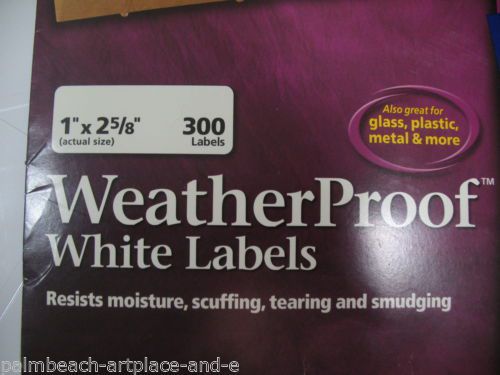 1" x 2 5/8"
(actual size)
300
Labels
Also great for
glass, plastic,
metal & more
WeatherProof™
White Labels
Resists moisture, scuffing, tearing and smudging
palmbeach-artplace-and-e